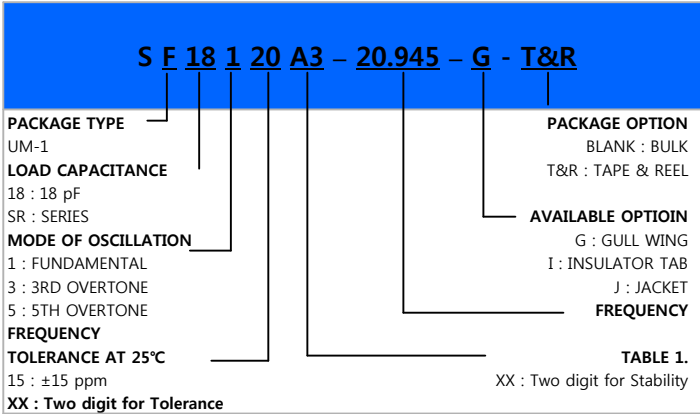 S F 18 1 20 A3 – 20.945 – G - T&R
PACKAGE TYPE
UM-1
LOAD CAPACITANCE
18 : 18 pF
SR : SERIES
MODE OF OSCILLATION
1 : FUNDAMENTAL
3 : 3RD OVERTONE
5 : 5TH OVERTONE
FREQUENCY
TOLERANCE AT 25℃
15 : ±15 ppm
XX : Two digit for Tolerance
PACKAGE OPTION
BLANK : BULK
T&R : TAPE & REEL
AVAILABLE OPTIOIN
G : GULL WING
I : INSULATOR TAB
J : JACKET
FREQUENCY
TABLE 1.
XX : Two digit for Stability